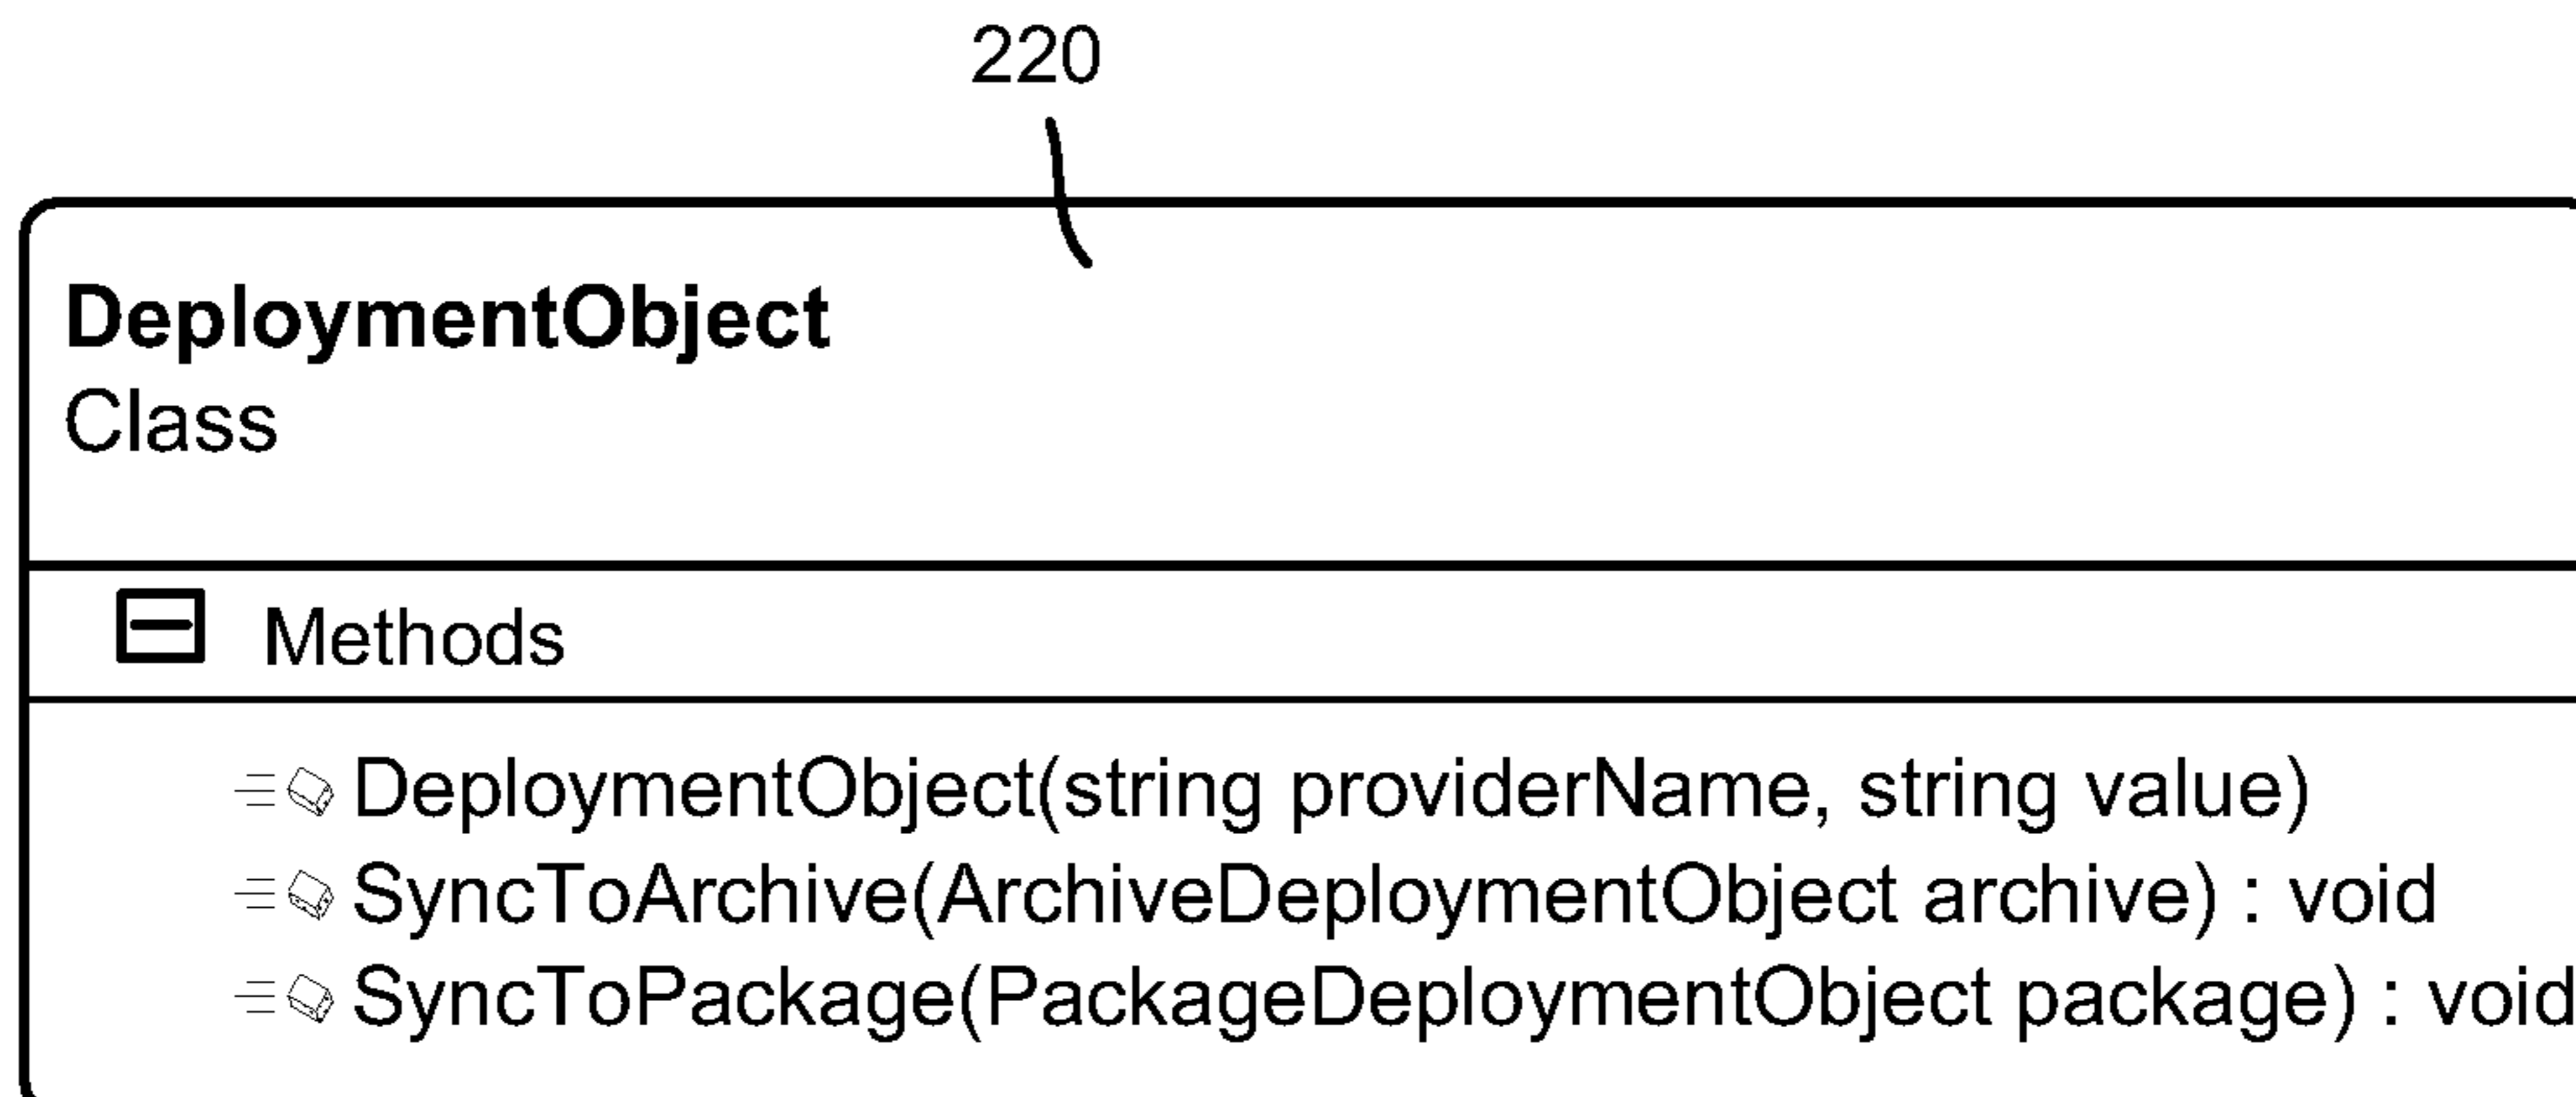 220
DeploymentObject
Class
Methods
DeploymentObject(string providerName, string value)
SyncToArchive(ArchiveDeploymentObject archive) : void
SyncToPackage(PackageDeploymentObject package) : void